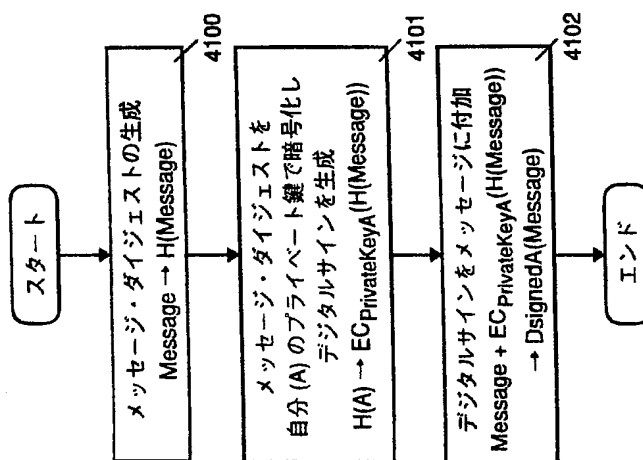 スタート
メッセージ・ダイジェストの生成
Message → H(Message)
4100
メッセージ・ダイジェストを
自分(A)のプライベート鍵で暗号化し
デジタルサインを生成
H(A) → ECPrivateKeyA(H(Message))
4101
デジタルサインをメッセージに付加
Message + ECPrivateKeyA(H(Message))
→ DsignedA(Message)
4102
エンド